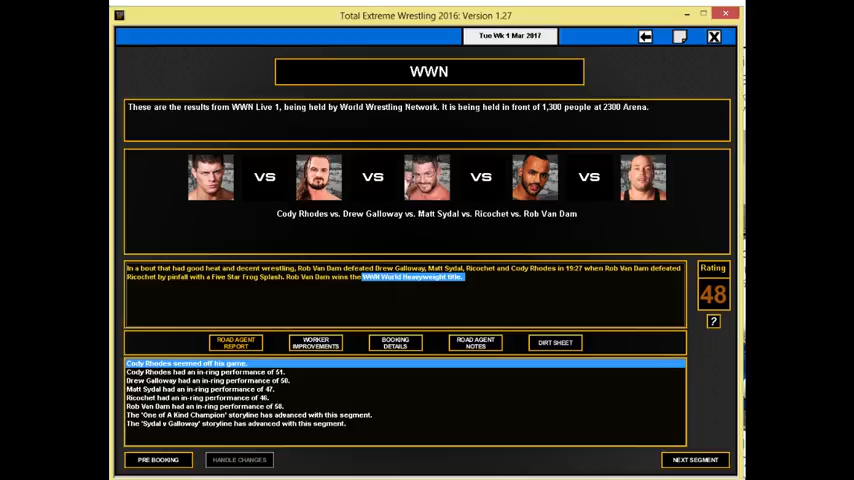 Total Extreme Wrestling 2016: Version 1.27
Tue Wk 1 Mar 2017
WWN
These are the results from WWN Live 1, being held by World Wrestling Network. It is being held in front of 1,300 people at 2300 Arena.
VS VS VS VS
Cody Rhodes vs. Drew Galloway vs. Matt Sydal vs. Ricochet vs. Rob Van Dam
In a bout that had good heat and decent wrestling, Rob Van Dam defeated Drew Galloway, Matt Sydal, Ricochet and Cody Rhodes in 19:27 when Rob Van Dam defeated
Ricochet by pinfall with a Five Star Frog Splash. Rob Van Dam wins the WWN World Heavyweight title.
Rating
48
?
ROAD AGENT
REPORT
WORKER
IMPROVEMENTS
BOOKING
DETAILS
ROAD AGENT
NOTES
DIRT SHEET
Cody Rhodes seemed off his game.
Cody Rhodes had an in-ring performance of 51.
Drew Galloway had an in-ring performance of 50.
Matt Sydal had an in-ring performance of 47.
Ricochet had an in-ring performance of 46.
Rob Van Dam had an in-ring performance of 58.
The 'One of A Kind Champion' storyline has advanced with this segment.
The 'Sydal v Galloway' storyline has advanced with this segment.
PRE BOOKING
HANDLE CHANGES
NEXT SEGMENT